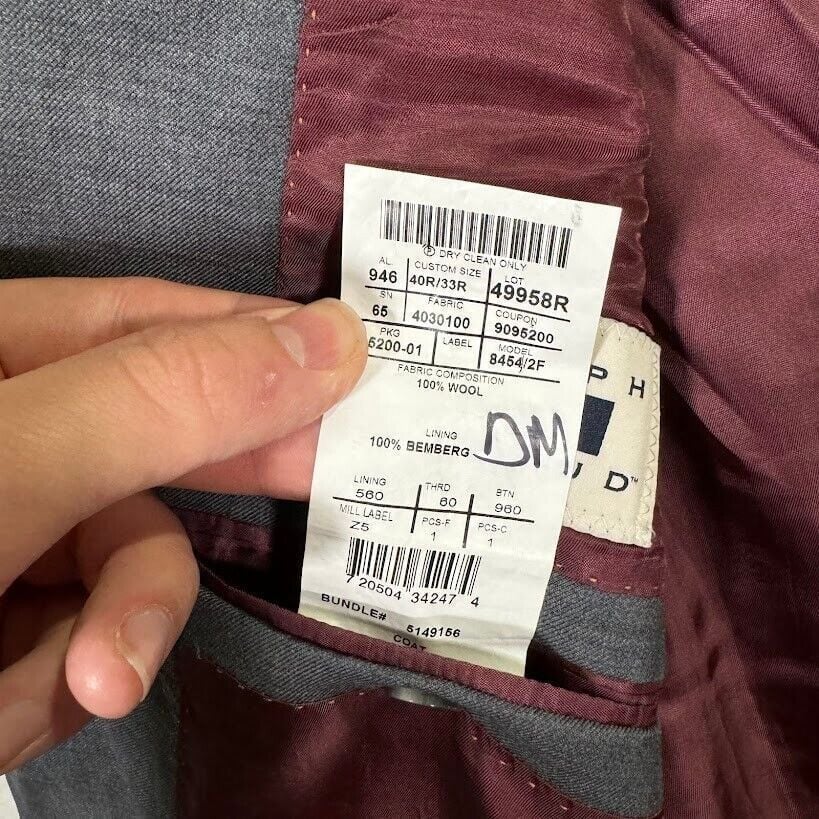 Ⓟ DRY CLEAN ONLY
AL CUSTOM SIZE LOT
946 40R/33R 49958R
SN FABRIC COUPON
65 4030100 9095200
PKG LABEL MODEL
5200-01 8454/2F
FABRIC COMPOSITION
100% WOOL
LINING
100% BEMBERG DM
LINING THRD BTN
560 60 960
MILL LABEL PCS-F PCS-C
Z5 1 1
7 20504 34247 4
BUNDLE# 5149156
COAT
P H
U D™